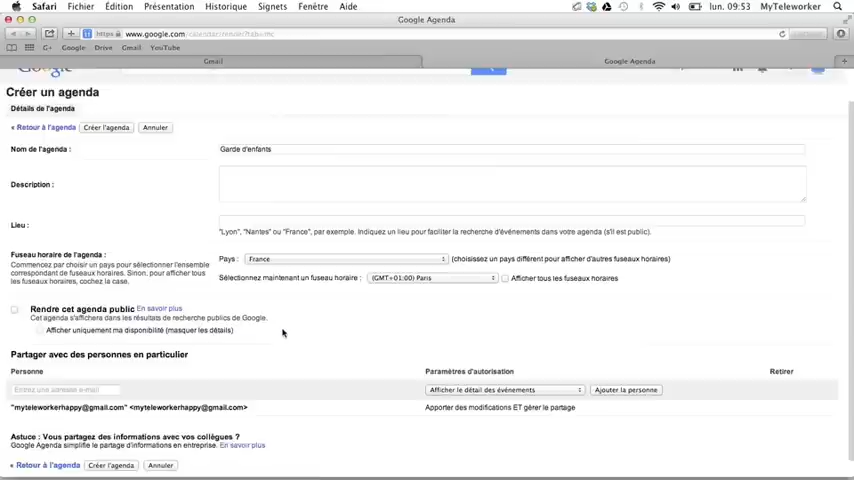 Safari Fichier Édition Présentation Historique Signets Fenêtre Aide lun. 09:53 MyTeleworker
Google Agenda
https www.google.com/calendar/render?tab=mc
G+ Google Drive Gmail YouTube
Gmail Google Agenda
Google
Créer un agenda
Détails de l'agenda
« Retour à l'agenda Créer l'agenda Annuler
Nom de l'agenda : Garde d'enfants
Description :
Lieu :
"Lyon", "Nantes" ou "France", par exemple. Indiquez un lieu pour faciliter la recherche d'événements dans votre agenda (s'il est public).
Fuseau horaire de l'agenda :
Commencez par choisir un pays pour sélectionner l'ensemble
correspondant de fuseaux horaires. Sinon, pour afficher tous
les fuseaux horaires, cochez la case.
Pays : France (choisissez un pays différent pour afficher d'autres fuseaux horaires)
Sélectionnez maintenant un fuseau horaire : (GMT+01:00) Paris Afficher tous les fuseaux horaires
Rendre cet agenda public En savoir plus
Cet agenda s'affichera dans les résultats de recherche publics de Google.
Afficher uniquement ma disponibilité (masquer les détails)
Partager avec des personnes en particulier
Personne Paramètres d'autorisation Retirer
Entrez une adresse e-mail Afficher le détail des événements Ajouter la personne
"myteleworkerhappy@gmail.com" <myteleworkerhappy@gmail.com> Apporter des modifications ET gérer le partage
Astuce : Vous partagez des informations avec vos collègues ?
Google Agenda simplifie le partage d'informations en entreprise. En savoir plus
« Retour à l'agenda Créer l'agenda Annuler